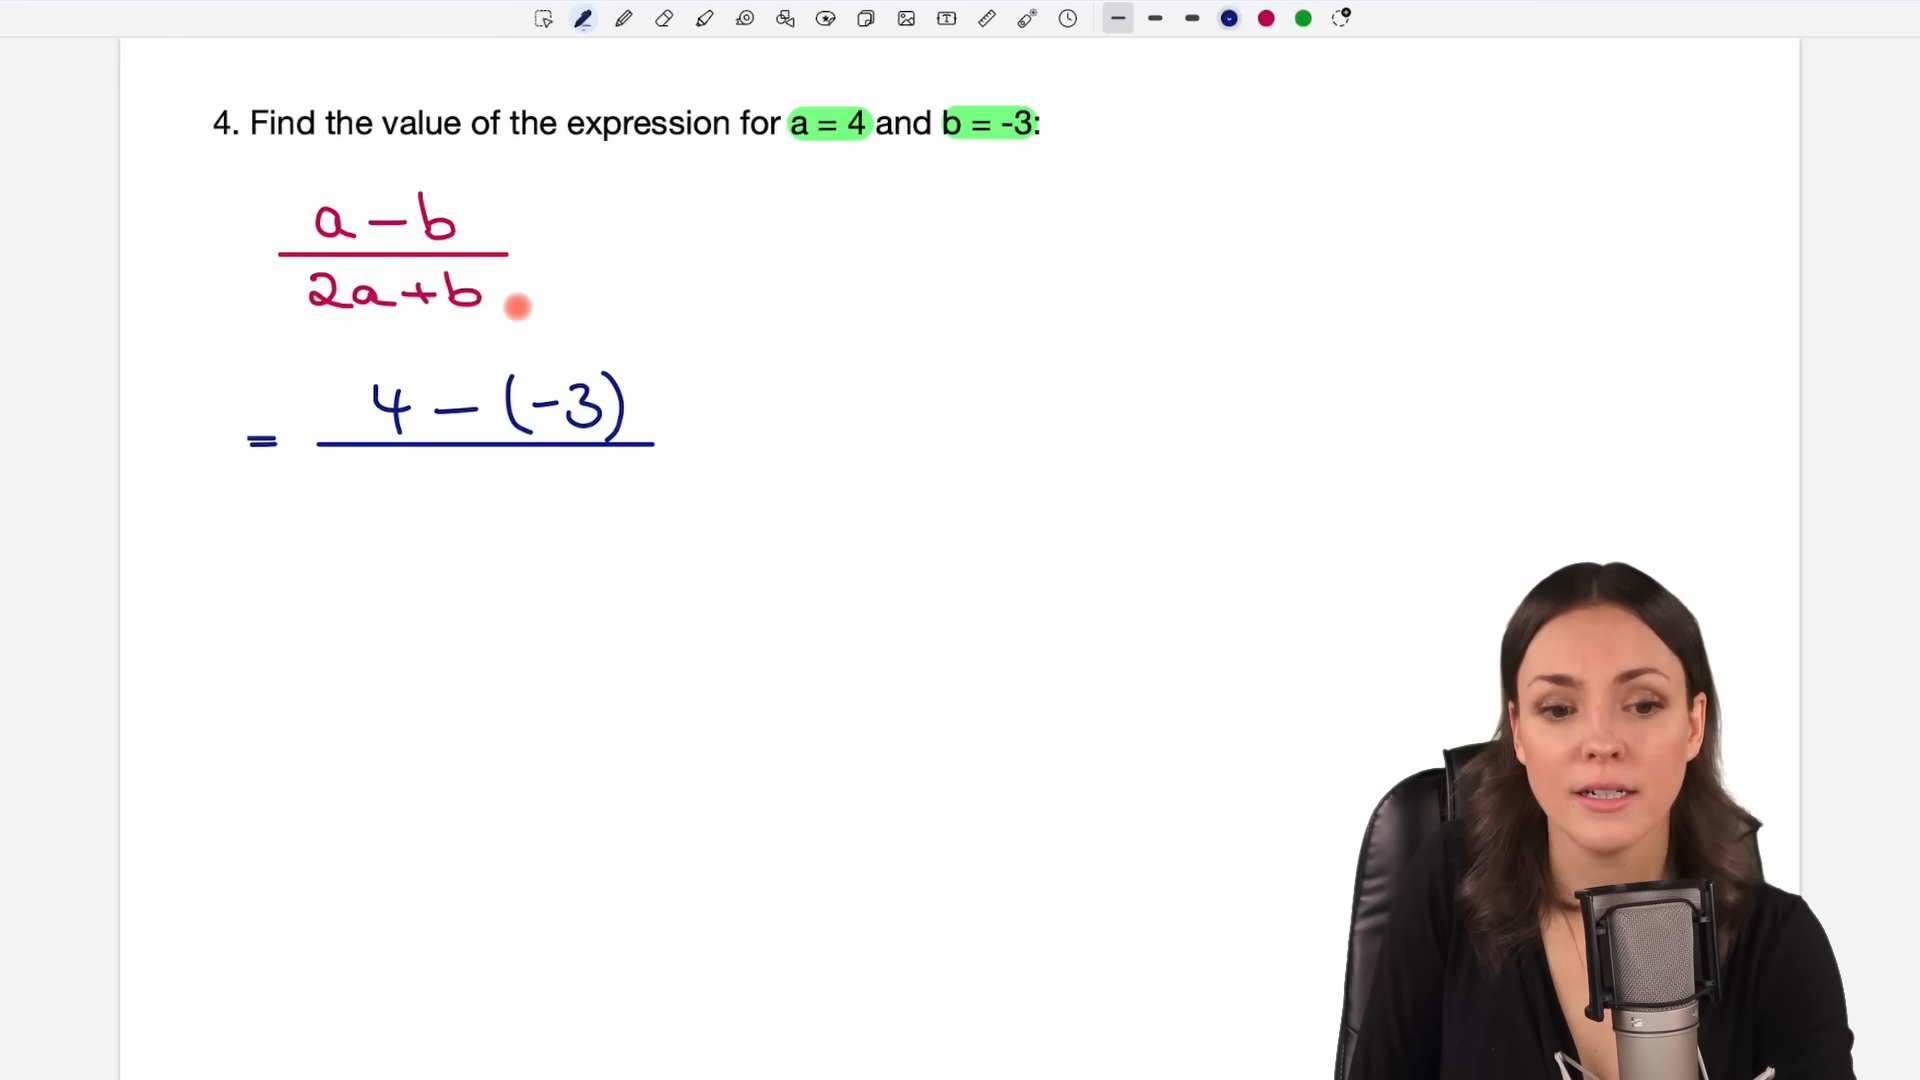 4. Find the value of the expression for a = 4 and b = -3:
a - b
2a + b
= 4 - (-3)